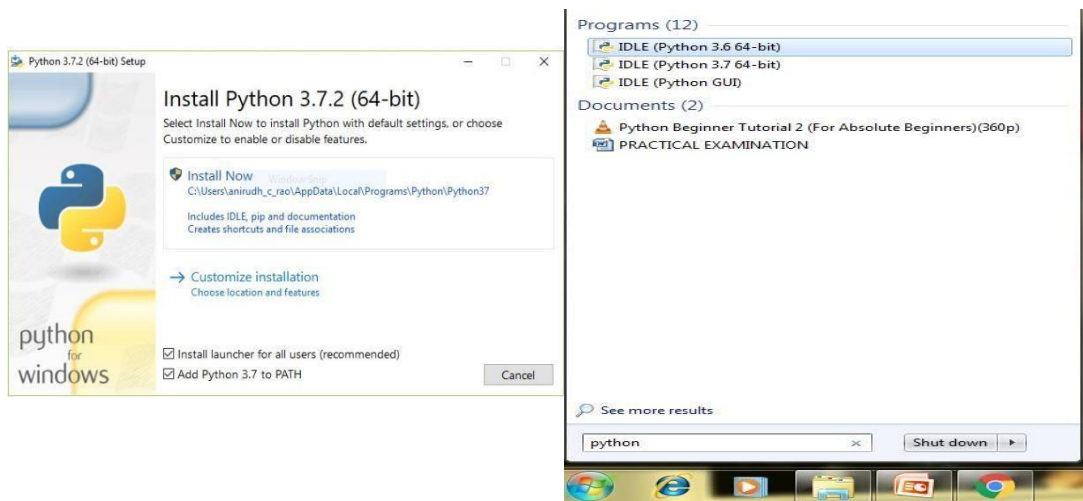 Python 3.7.2 (64-bit) Setup
Install Python 3.7.2 (64-bit)
Select Install Now to install Python with default settings, or choose
Customize to enable or disable features.
Install Now
Window Snip
C:\Users\anirudh_c_rao\AppData\Local\Programs\Python\Python37
Includes IDLE, pip and documentation
Creates shortcuts and file associations
Customize installation
Choose location and features
python
for
windows
Install launcher for all users (recommended)
Add Python 3.7 to PATH
Cancel
Programs (12)
IDLE (Python 3.6 64-bit)
IDLE (Python 3.7 64-bit)
IDLE (Python GUI)
Documents (2)
Python Beginner Tutorial 2 (For Absolute Beginners)(360p)
PRACTICAL EXAMINATION
See more results
python
Shut down